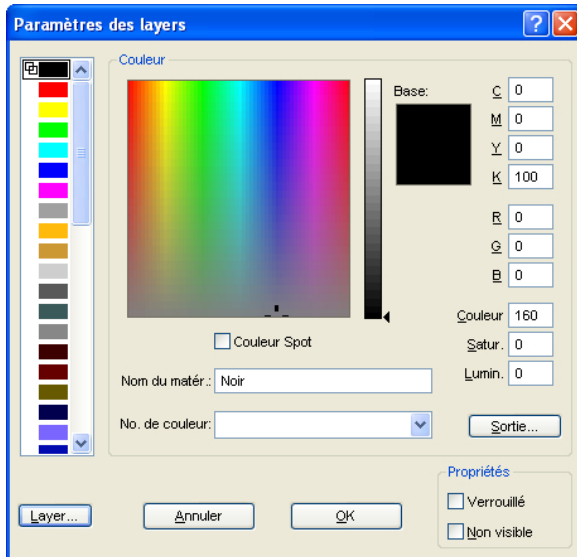 Paramètres des layers
Couleur
Base:
C 0
M 0
Y 0
K 100
R 0
G 0
B 0
Couleur 160
Satur. 0
Lumin. 0
Couleur Spot
Nom du matér.: Noir
No. de couleur:
Sortie...
Propriétés
Verrouillé
Non visible
Layer...
Annuler
OK